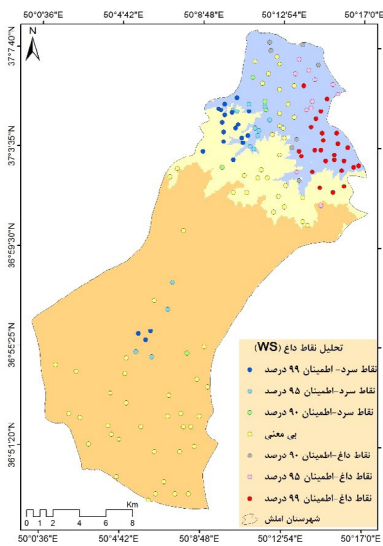 50°0'36"E 50°4'42"E 50°8'48"E 50°12'54"E 50°17'0"E
N
37°7'40"N
37°3'35"N
36°59'30"N
36°55'25"N
36°51'20"N
تحلیل نقاط داغ (WS)
نقاط سرد-اطمینان ۹۹ درصد
نقاط سرد-اطمینان ۹۵ درصد
نقاط سرد-اطمینان ۹۰ درصد
بی معنی
نقاط داغ-اطمینان ۹۰ درصد
نقاط داغ-اطمینان ۹۵ درصد
نقاط داغ-اطمینان ۹۹ درصد
شهرستان املش
Km
0 1 2 4 6 8
50°0'36"E 50°4'42"E 50°8'48"E 50°12'54"E 50°17'0"E